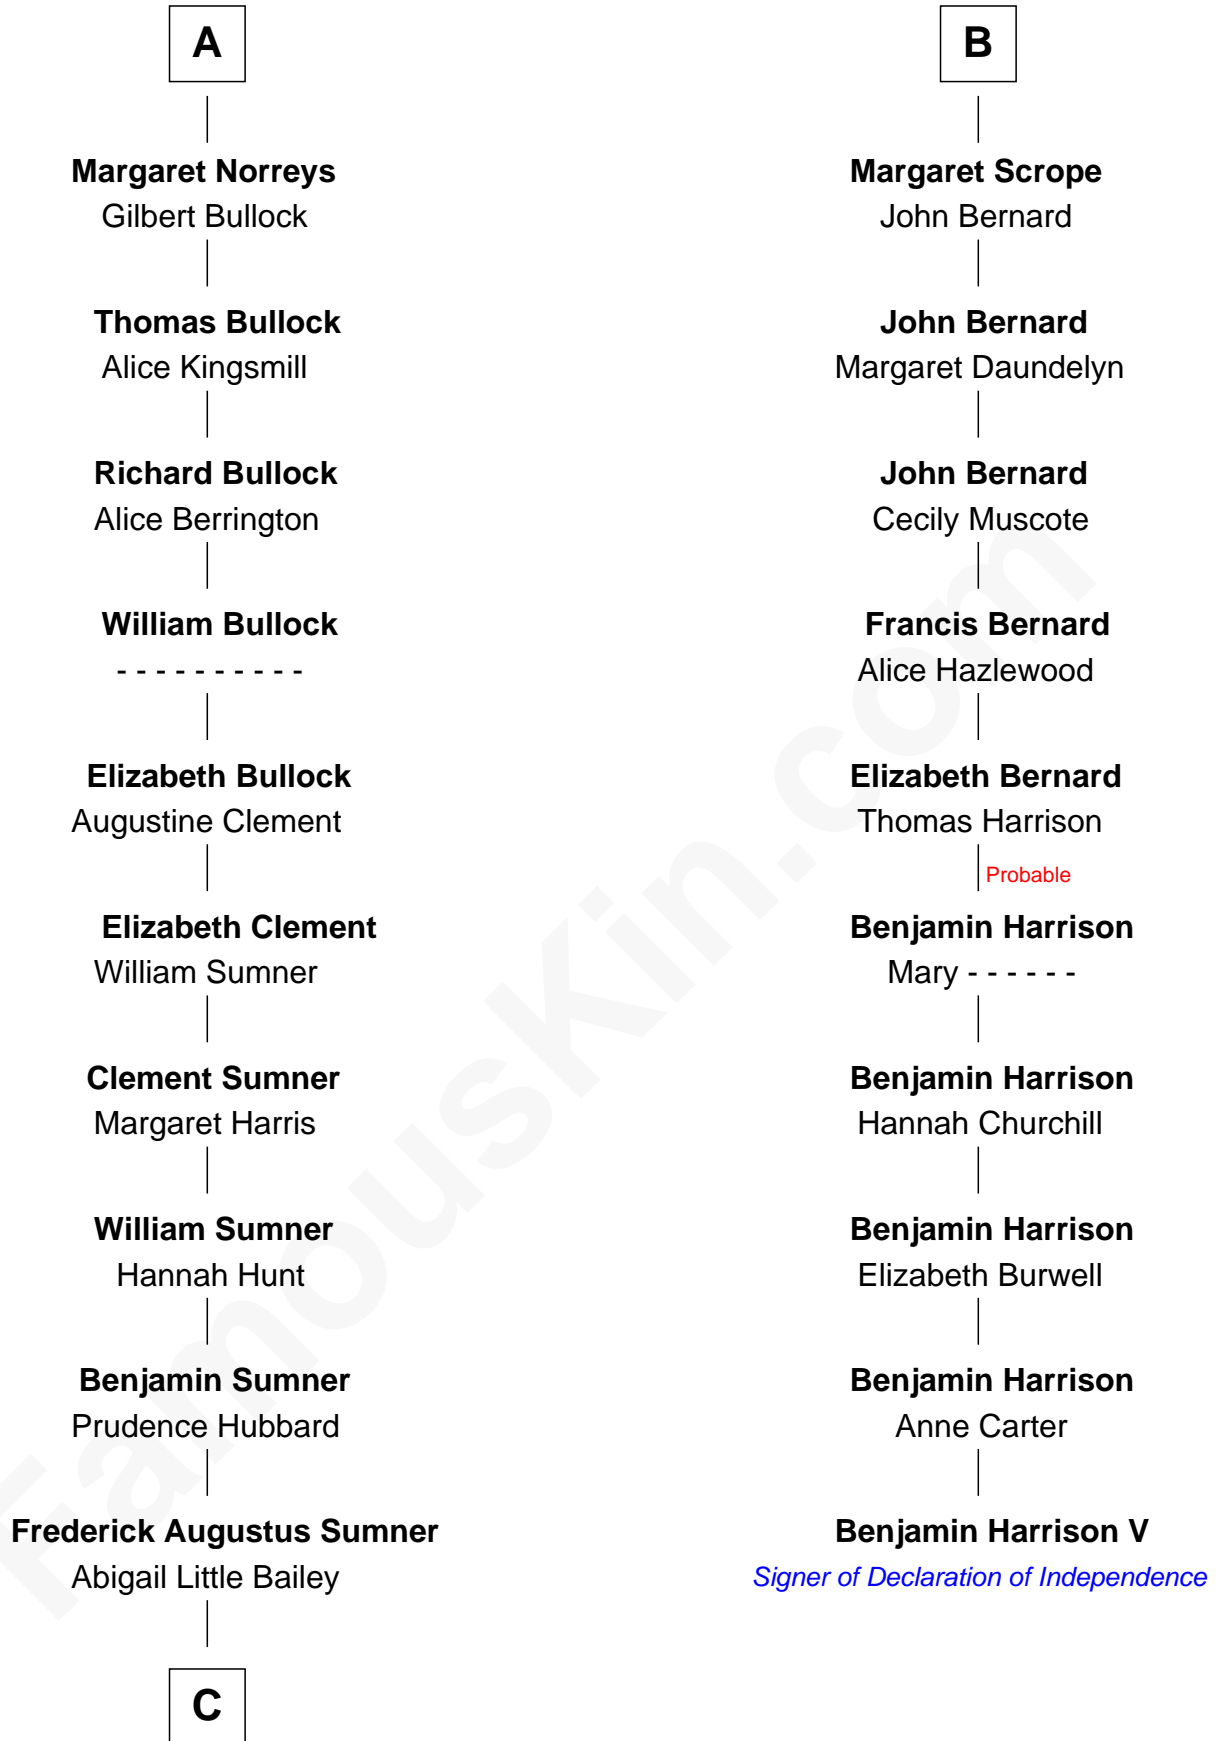 A
Margaret Norreys
Gilbert Bullock
Thomas Bullock
Alice Kingsmill
Richard Bullock
Alice Berrington
William Bullock
- - - - - - - - - -
Elizabeth Bullock
Augustine Clement
Elizabeth Clement
William Sumner
Clement Sumner
Margaret Harris
William Sumner
Hannah Hunt
Benjamin Sumner
Prudence Hubbard
Frederick Augustus Sumner
Abigail Little Bailey
C
B
Margaret Scrope
John Bernard
John Bernard
Margaret Daundelyn
John Bernard
Cecily Muscote
Francis Bernard
Alice Hazlewood
Elizabeth Bernard
Thomas Harrison
Probable
Benjamin Harrison
Mary - - - - - -
Benjamin Harrison
Hannah Churchill
Benjamin Harrison
Elizabeth Burwell
Benjamin Harrison
Anne Carter
Benjamin Harrison V
Signer of Declaration of Independence
FamousKin.com